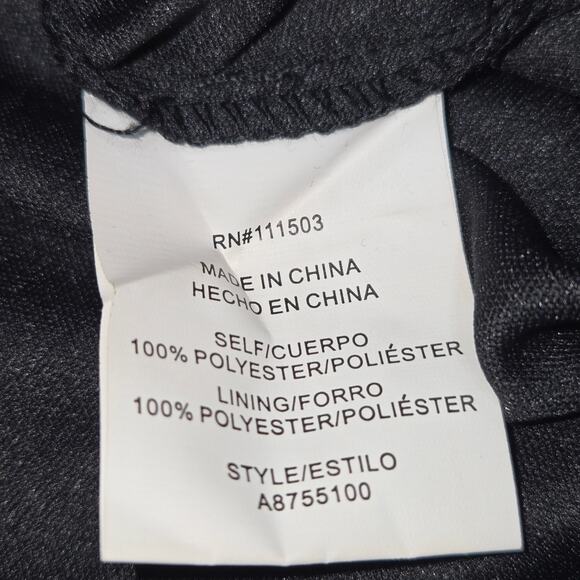 RN#111503
MADE IN CHINA
HECHO EN CHINA
SELF/CUERPO
100% POLYESTER/POLIÉSTER
LINING/FORRO
100% POLYESTER/POLIÉSTER
STYLE/ESTILO
A8755100